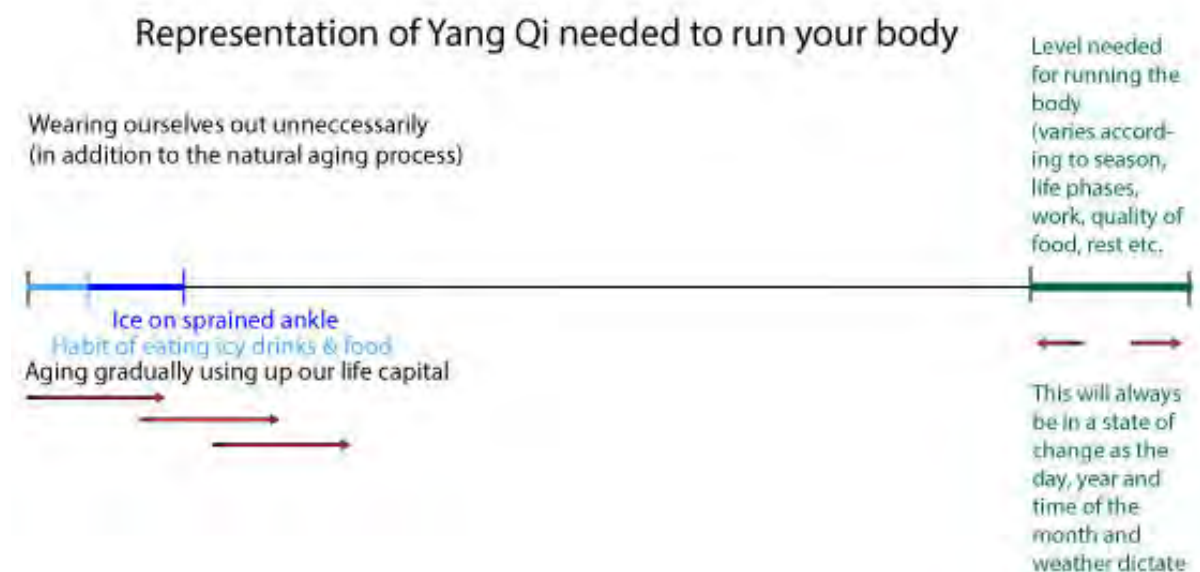 Representation of Yang Qi needed to run your body
Level needed
for running the
body
(varies accord-
ing to season,
life phases,
work, quality of
food, rest etc.
Wearing ourselves out unneccessarily
(in addition to the natural aging process)
Ice on sprained ankle
Habit of eating icy drinks & food
Aging gradually using up our life capital
This will always
be in a state of
change as the
day, year and
time of the
month and
weather dictate